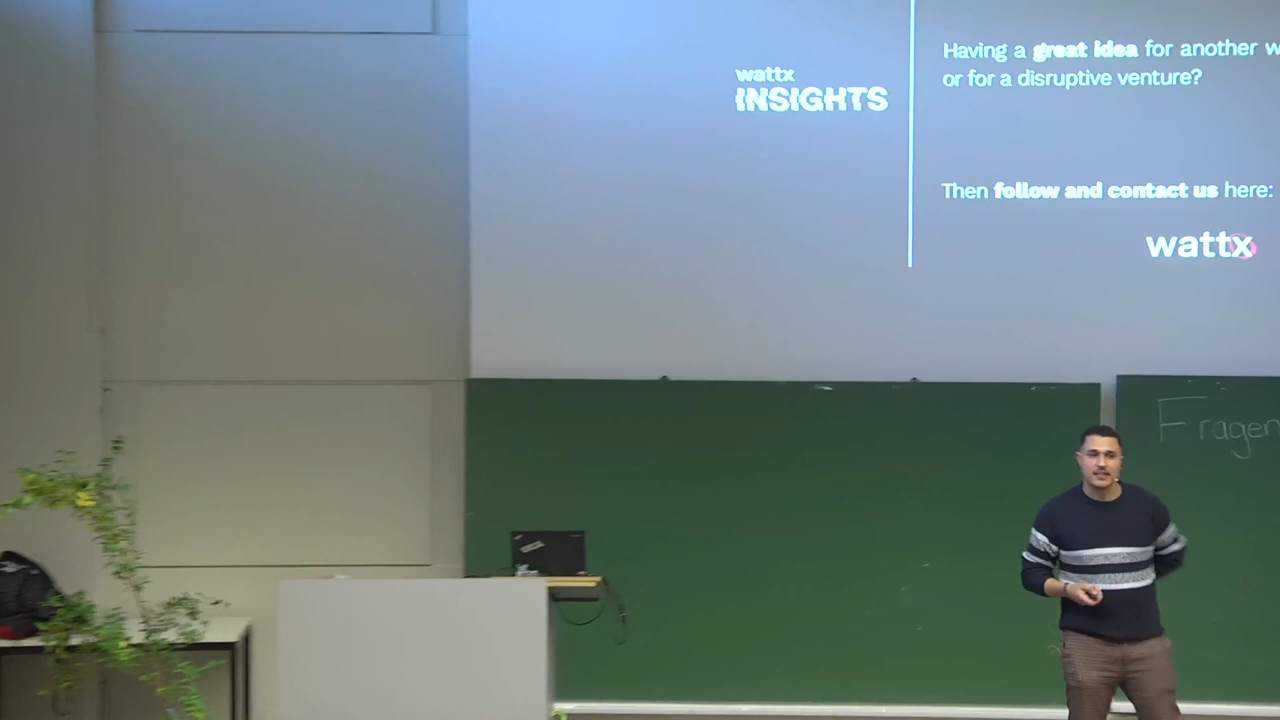 wattx
INSIGHTS
Having a great idea for another
or for a disruptive venture?
Then follow and contact us here:
wattx
Fragen